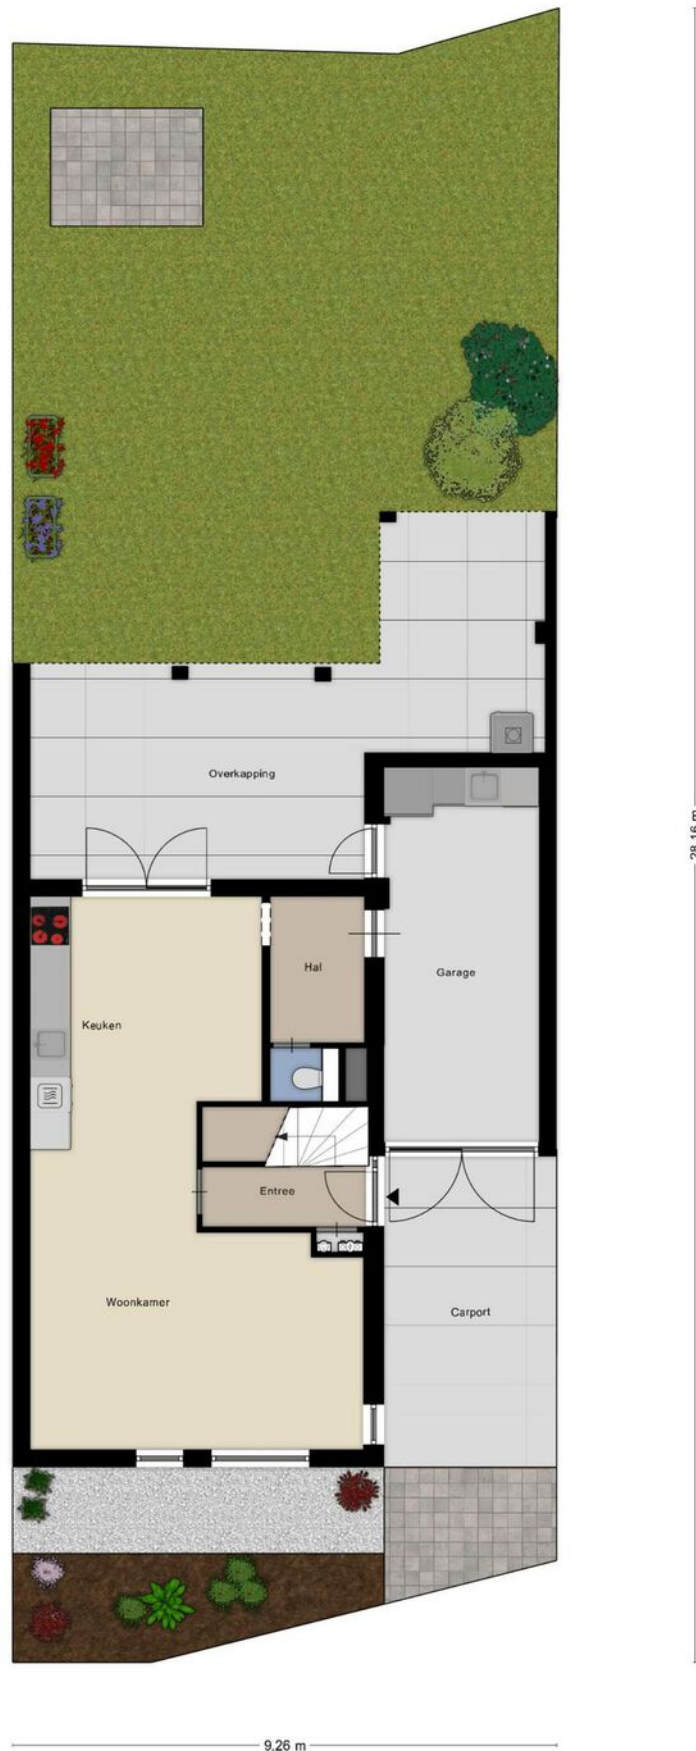 Overkapping
Hal
Garage
Keuken
Entree
Woonkamer
Carport
28.16 m
9.26 m